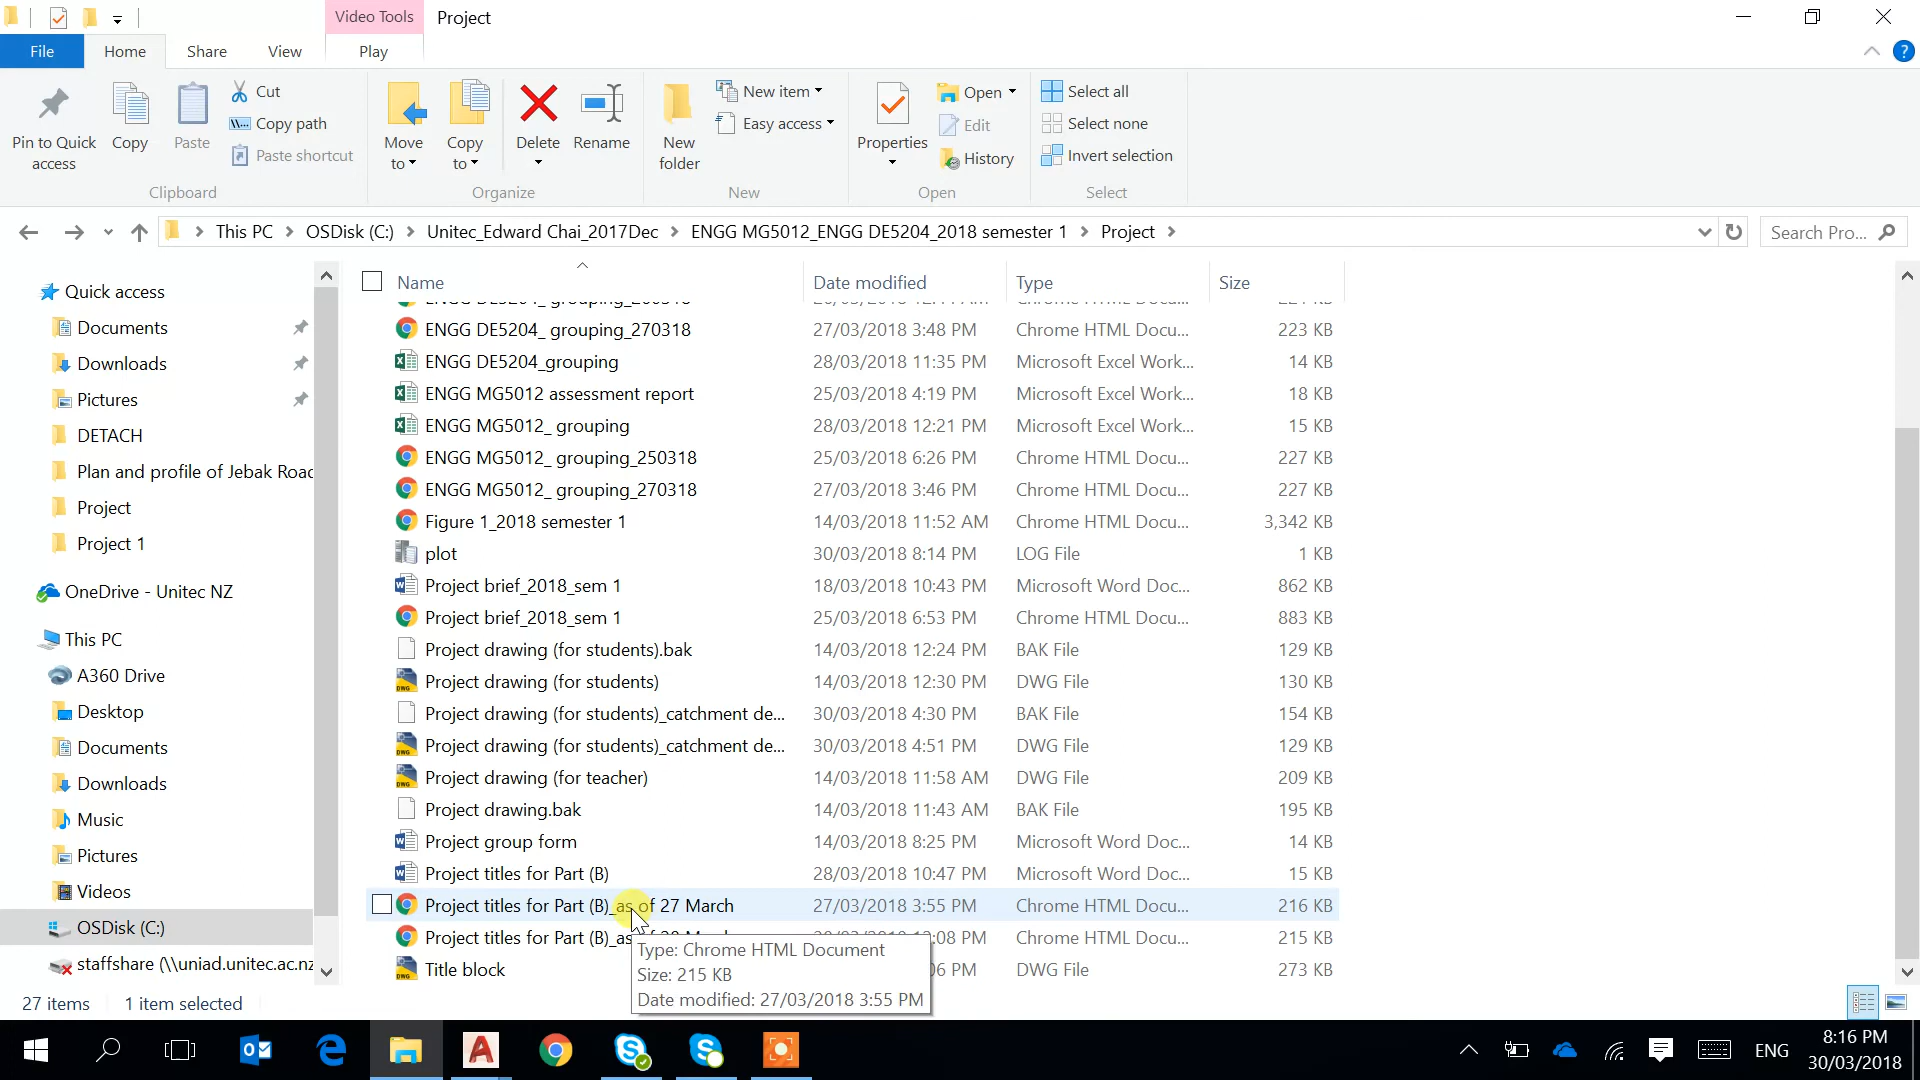 Video Tools Project
File Home Share View Play
Pin to Quick access
Copy
Paste
Cut
Copy path
Paste shortcut
Clipboard
Move to
Copy to
Delete
Rename
Organize
New folder
New item
Easy access
New
Properties
Open
Edit
History
Open
Select all
Select none
Invert selection
Select
This PC OSDisk (C:) Unitec_Edward Chai_2017Dec ENGG MG5012_ENGG DE5204_2018 semester 1 Project
Search Pro...
Quick access
Documents
Downloads
Pictures
DETACH
Plan and profile of Jebak Road
Project
Project 1
OneDrive - Unitec NZ
This PC
A360 Drive
Desktop
Documents
Downloads
Music
Pictures
Videos
OSDisk (C:)
staffshare (\\uniad.unitec.ac.nz
Name Date modified Type Size
ENGG DE5204_ grouping_270318 27/03/2018 3:48 PM Chrome HTML Docu... 223 KB
ENGG DE5204_grouping 28/03/2018 11:35 PM Microsoft Excel Work... 14 KB
ENGG MG5012 assessment report 25/03/2018 4:19 PM Microsoft Excel Work... 18 KB
ENGG MG5012_ grouping 28/03/2018 12:21 PM Microsoft Excel Work... 15 KB
ENGG MG5012_ grouping_250318 25/03/2018 6:26 PM Chrome HTML Docu... 227 KB
ENGG MG5012_ grouping_270318 27/03/2018 3:46 PM Chrome HTML Docu... 227 KB
Figure 1_2018 semester 1 14/03/2018 11:52 AM Chrome HTML Docu... 3,342 KB
plot 30/03/2018 8:14 PM LOG File 1 KB
Project brief_2018_sem 1 18/03/2018 10:43 PM Microsoft Word Doc... 862 KB
Project brief_2018_sem 1 25/03/2018 6:53 PM Chrome HTML Docu... 883 KB
Project drawing (for students).bak 14/03/2018 12:24 PM BAK File 129 KB
Project drawing (for students) 14/03/2018 12:30 PM DWG File 130 KB
Project drawing (for students)_catchment de... 30/03/2018 4:30 PM BAK File 154 KB
Project drawing (for students)_catchment de... 30/03/2018 4:51 PM DWG File 129 KB
Project drawing (for teacher) 14/03/2018 11:58 AM DWG File 209 KB
Project drawing.bak 14/03/2018 11:43 AM BAK File 195 KB
Project group form 14/03/2018 8:25 PM Microsoft Word Doc... 14 KB
Project titles for Part (B) 28/03/2018 10:47 PM Microsoft Word Doc... 15 KB
Project titles for Part (B)_as of 27 March 27/03/2018 3:55 PM Chrome HTML Docu... 216 KB
Project titles for Part (B)_as :08 PM Chrome HTML Docu... 215 KB
Title block PM DWG File 273 KB
Type: Chrome HTML Document
Size: 215 KB
Date modified: 27/03/2018 3:55 PM
27 items 1 item selected
ENG
8:16 PM
30/03/2018